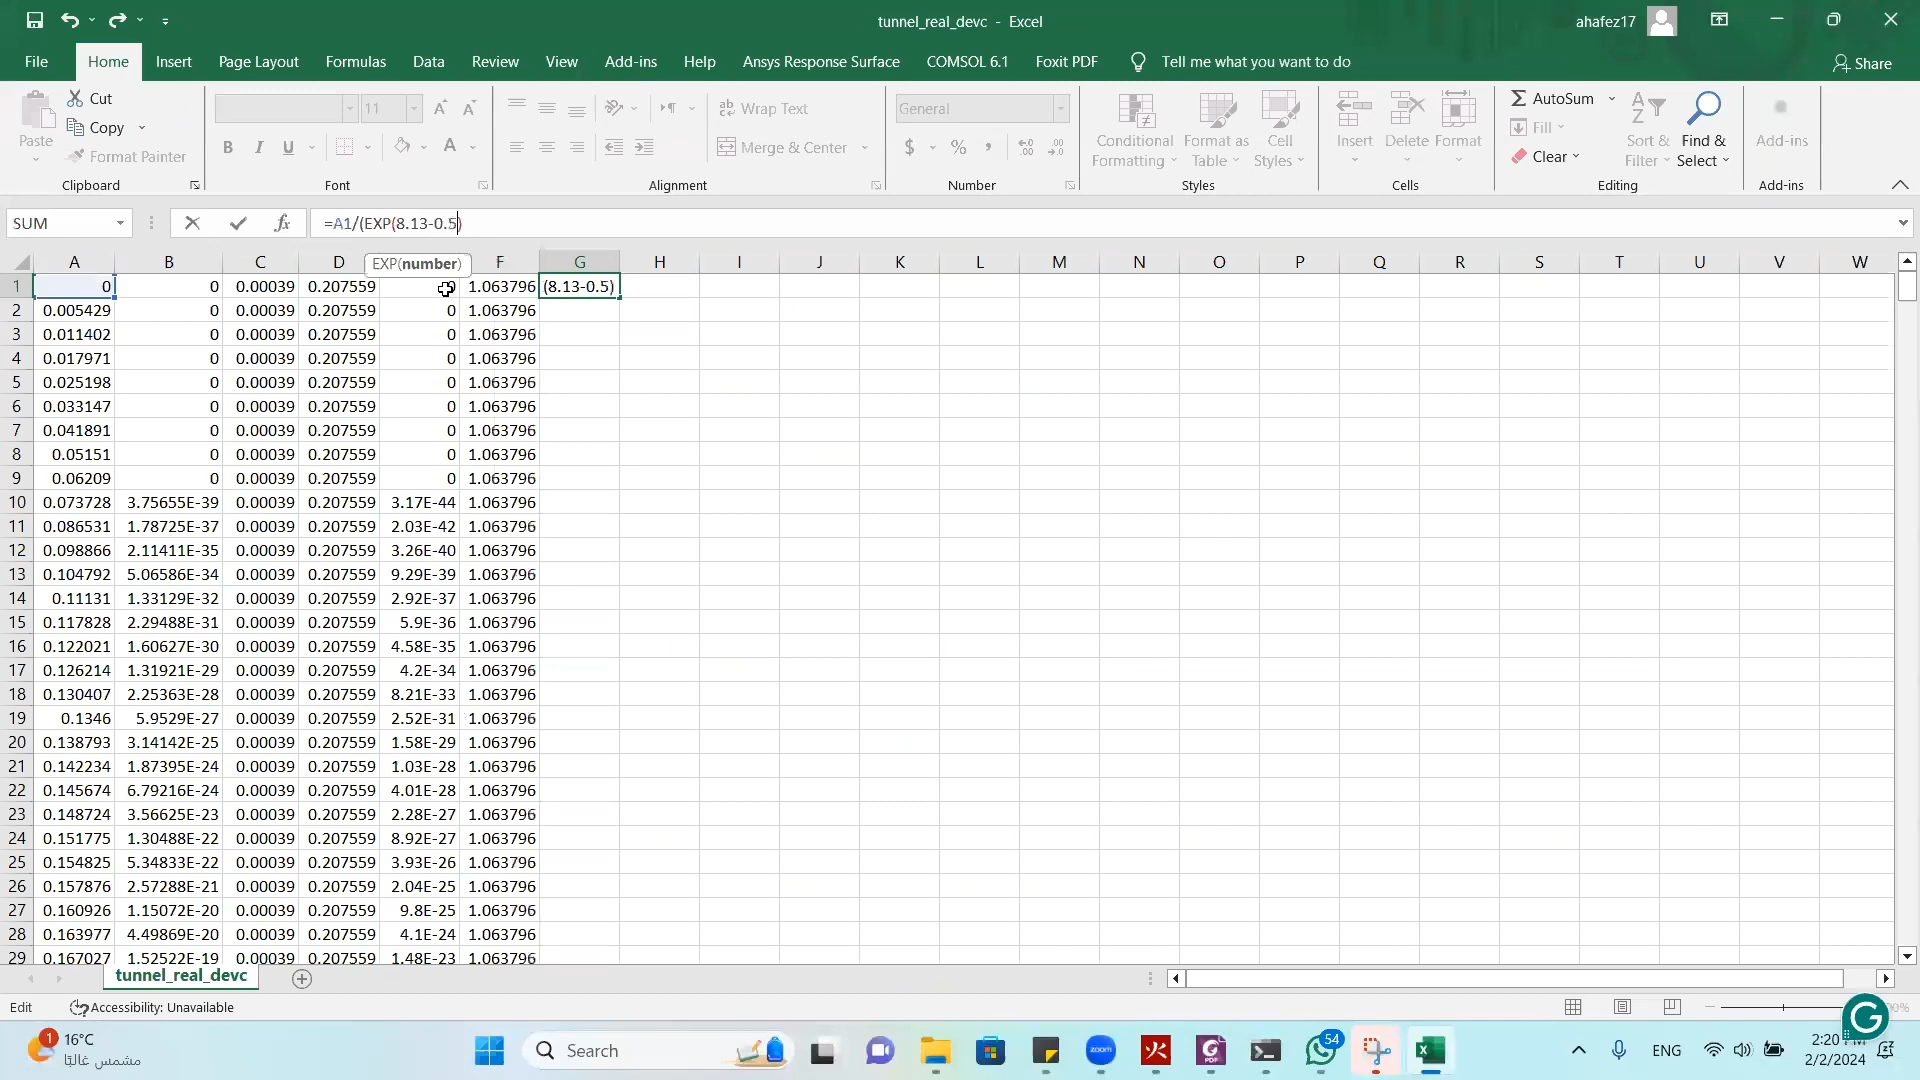 tunnel_real_devc - Excel
ahafez17
File Home Insert Page Layout Formulas Data Review View Add-ins Help Ansys Response Surface COMSOL 6.1 Foxit PDF Tell me what you want to do Share
Paste
Cut
Copy
Format Painter
Clipboard
11
B I U
A
Font
ab Wrap Text
Merge & Center
Alignment
General
$ % ,
Number
Conditional Formatting
Format as Table
Cell Styles
Styles
Insert
Delete
Format
Cells
AutoSum
Fill
Clear
Sort & Filter
Find & Select
Editing
Add-ins
Add-ins
SUM
fx
=A1/(EXP(8.13-0.5)
EXP(number)
A B C D F G H I J K L M N O P Q R S T U V W
1 0 0 0.00039 0.207559 0 1.063796 (8.13-0.5)
2 0.005429 0 0.00039 0.207559 0 1.063796
3 0.011402 0 0.00039 0.207559 0 1.063796
4 0.017971 0 0.00039 0.207559 0 1.063796
5 0.025198 0 0.00039 0.207559 0 1.063796
6 0.033147 0 0.00039 0.207559 0 1.063796
7 0.041891 0 0.00039 0.207559 0 1.063796
8 0.05151 0 0.00039 0.207559 0 1.063796
9 0.06209 0 0.00039 0.207559 0 1.063796
10 0.073728 3.75655E-39 0.00039 0.207559 3.17E-44 1.063796
11 0.086531 1.78725E-37 0.00039 0.207559 2.03E-42 1.063796
12 0.098866 2.11411E-35 0.00039 0.207559 3.26E-40 1.063796
13 0.104792 5.06586E-34 0.00039 0.207559 9.29E-39 1.063796
14 0.11131 1.33129E-32 0.00039 0.207559 2.92E-37 1.063796
15 0.117828 2.29488E-31 0.00039 0.207559 5.9E-36 1.063796
16 0.122021 1.60627E-30 0.00039 0.207559 4.58E-35 1.063796
17 0.126214 1.31921E-29 0.00039 0.207559 4.2E-34 1.063796
18 0.130407 2.25363E-28 0.00039 0.207559 8.21E-33 1.063796
19 0.1346 5.9529E-27 0.00039 0.207559 2.52E-31 1.063796
20 0.138793 3.14142E-25 0.00039 0.207559 1.58E-29 1.063796
21 0.142234 1.87395E-24 0.00039 0.207559 1.03E-28 1.063796
22 0.145674 6.79216E-24 0.00039 0.207559 4.01E-28 1.063796
23 0.148724 3.56625E-23 0.00039 0.207559 2.28E-27 1.063796
24 0.151775 1.30488E-22 0.00039 0.207559 8.92E-27 1.063796
25 0.154825 5.34833E-22 0.00039 0.207559 3.93E-26 1.063796
26 0.157876 2.57288E-21 0.00039 0.207559 2.04E-25 1.063796
27 0.160926 1.15072E-20 0.00039 0.207559 9.8E-25 1.063796
28 0.163977 4.49869E-20 0.00039 0.207559 4.1E-24 1.063796
29 0.167027 1.52522E-19 0.00039 0.207559 1.48E-23 1.063796
tunnel_real_devc
Edit
Accessibility: Unavailable
1
16°C
مشمس غالبًا
Search
zoom
54
ENG
2:20
2/2/2024